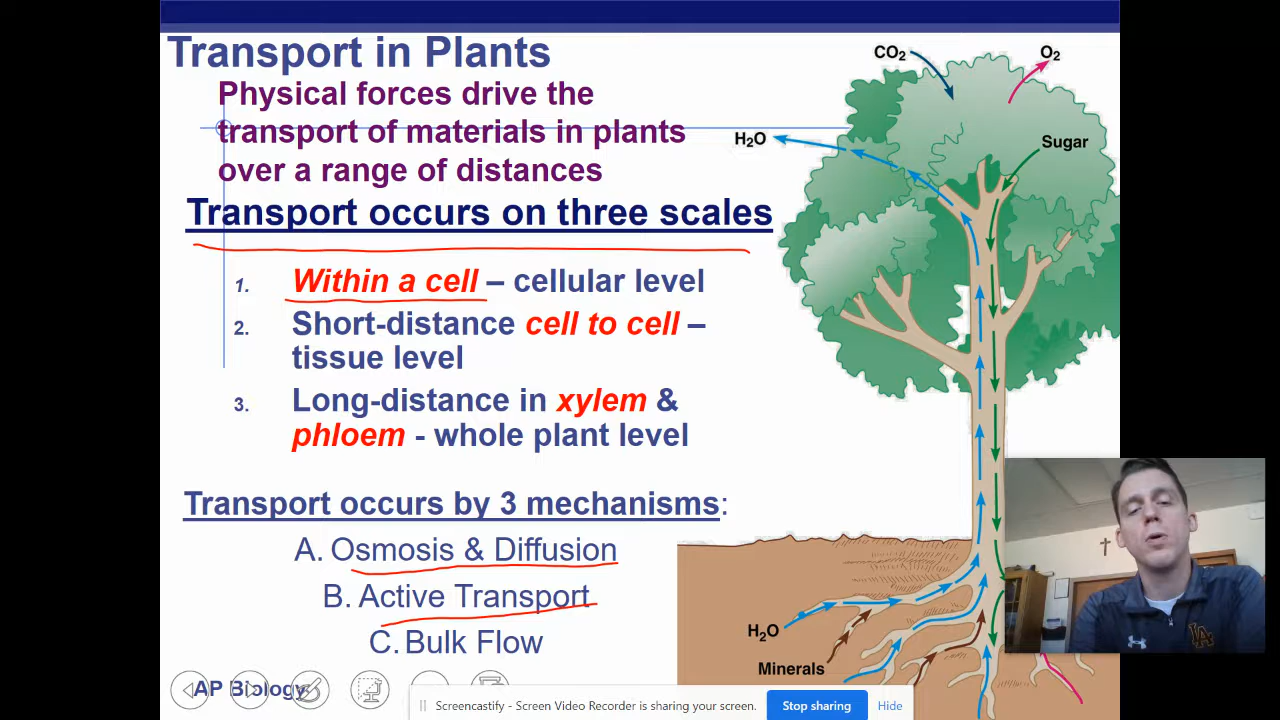 Transport in Plants
Physical forces drive the
transport of materials in plants
over a range of distances
Transport occurs on three scales
1. Within a cell – cellular level
2. Short-distance cell to cell –
tissue level
3. Long-distance in xylem &
phloem - whole plant level
Transport occurs by 3 mechanisms:
A. Osmosis & Diffusion
B. Active Transport
C. Bulk Flow
AP Biology
CO₂
O₂
H₂O
Sugar
H₂O
Minerals
LA
Screencastify - Screen Video Recorder is sharing your screen.
Stop sharing
Hide